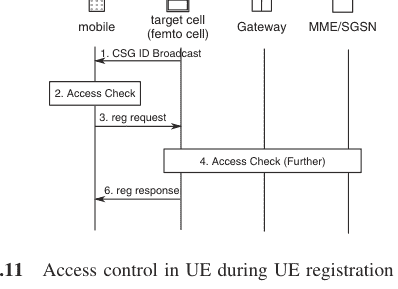 mobile
target cell
(femto cell)
Gateway
MME/SGSN
1. CSG ID Broadcast
2. Access Check
3. reg request
4. Access Check (Further)
6. reg response
.11 Access control in UE during UE registration